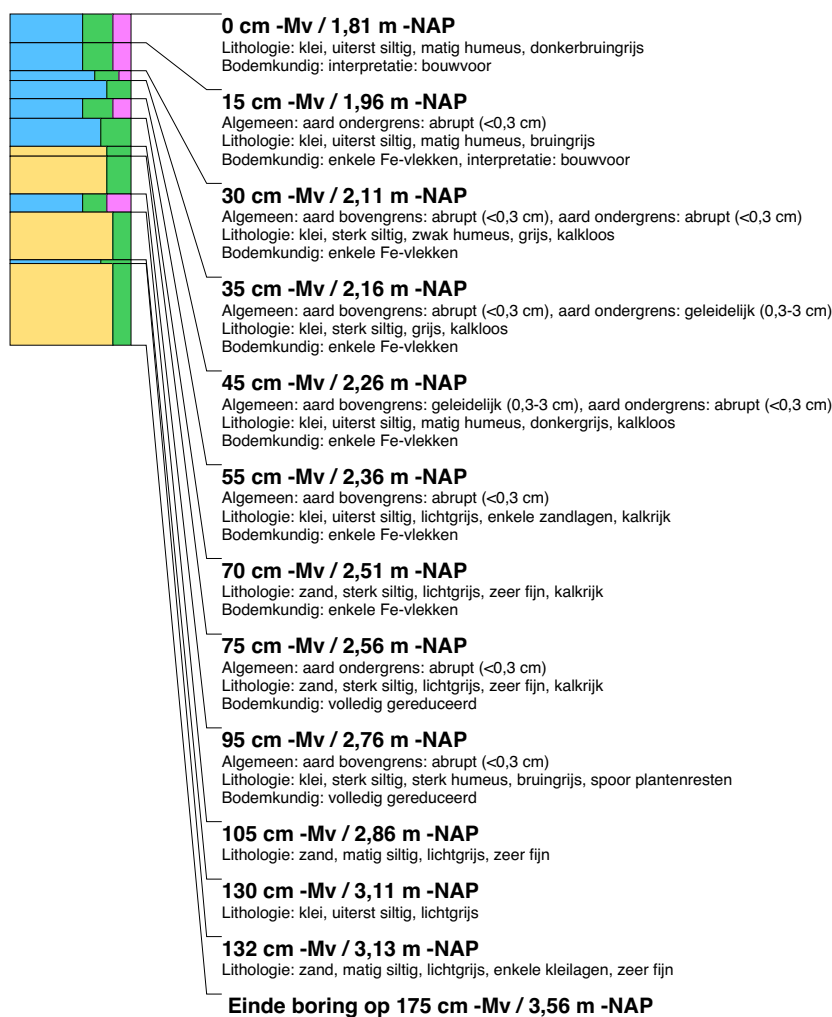 0 cm -Mv / 1,81 m -NAP
Lithologie: klei, uiterst siltig, matig humeus, donkerbruingrijs
Bodemkundig: interpretatie: bouwvoor
15 cm -Mv / 1,96 m -NAP
Algemeen: aard ondergrens: abrupt (<0,3 cm)
Lithologie: klei, uiterst siltig, matig humeus, bruingrijs
Bodemkundig: enkele Fe-vlekken, interpretatie: bouwvoor
30 cm -Mv / 2,11 m -NAP
Algemeen: aard bovengrens: abrupt (<0,3 cm), aard ondergrens: abrupt (<0,3 cm)
Lithologie: klei, sterk siltig, zwak humeus, grijs, kalkloos
Bodemkundig: enkele Fe-vlekken
35 cm -Mv / 2,16 m -NAP
Algemeen: aard bovengrens: abrupt (<0,3 cm), aard ondergrens: geleidelijk (0,3-3 cm)
Lithologie: klei, sterk siltig, grijs, kalkloos
Bodemkundig: enkele Fe-vlekken
45 cm -Mv / 2,26 m -NAP
Algemeen: aard bovengrens: geleidelijk (0,3-3 cm), aard ondergrens: abrupt (<0,3 cm)
Lithologie: klei, uiterst siltig, matig humeus, donkergrijs, kalkloos
Bodemkundig: enkele Fe-vlekken
55 cm -Mv / 2,36 m -NAP
Algemeen: aard bovengrens: abrupt (<0,3 cm)
Lithologie: klei, uiterst siltig, lichtgrijs, enkele zandlagen, kalkrijk
Bodemkundig: enkele Fe-vlekken
70 cm -Mv / 2,51 m -NAP
Lithologie: zand, sterk siltig, lichtgrijs, zeer fijn, kalkrijk
Bodemkundig: enkele Fe-vlekken
75 cm -Mv / 2,56 m -NAP
Algemeen: aard ondergrens: abrupt (<0,3 cm)
Lithologie: zand, sterk siltig, lichtgrijs, zeer fijn, kalkrijk
Bodemkundig: volledig gereduceerd
95 cm -Mv / 2,76 m -NAP
Algemeen: aard bovengrens: abrupt (<0,3 cm)
Lithologie: klei, sterk siltig, sterk humeus, bruingrijs, spoor plantenresten
Bodemkundig: volledig gereduceerd
105 cm -Mv / 2,86 m -NAP
Lithologie: zand, matig siltig, lichtgrijs, zeer fijn
130 cm -Mv / 3,11 m -NAP
Lithologie: klei, uiterst siltig, lichtgrijs
132 cm -Mv / 3,13 m -NAP
Lithologie: zand, matig siltig, lichtgrijs, enkele kleilagen, zeer fijn
Einde boring op 175 cm -Mv / 3,56 m -NAP